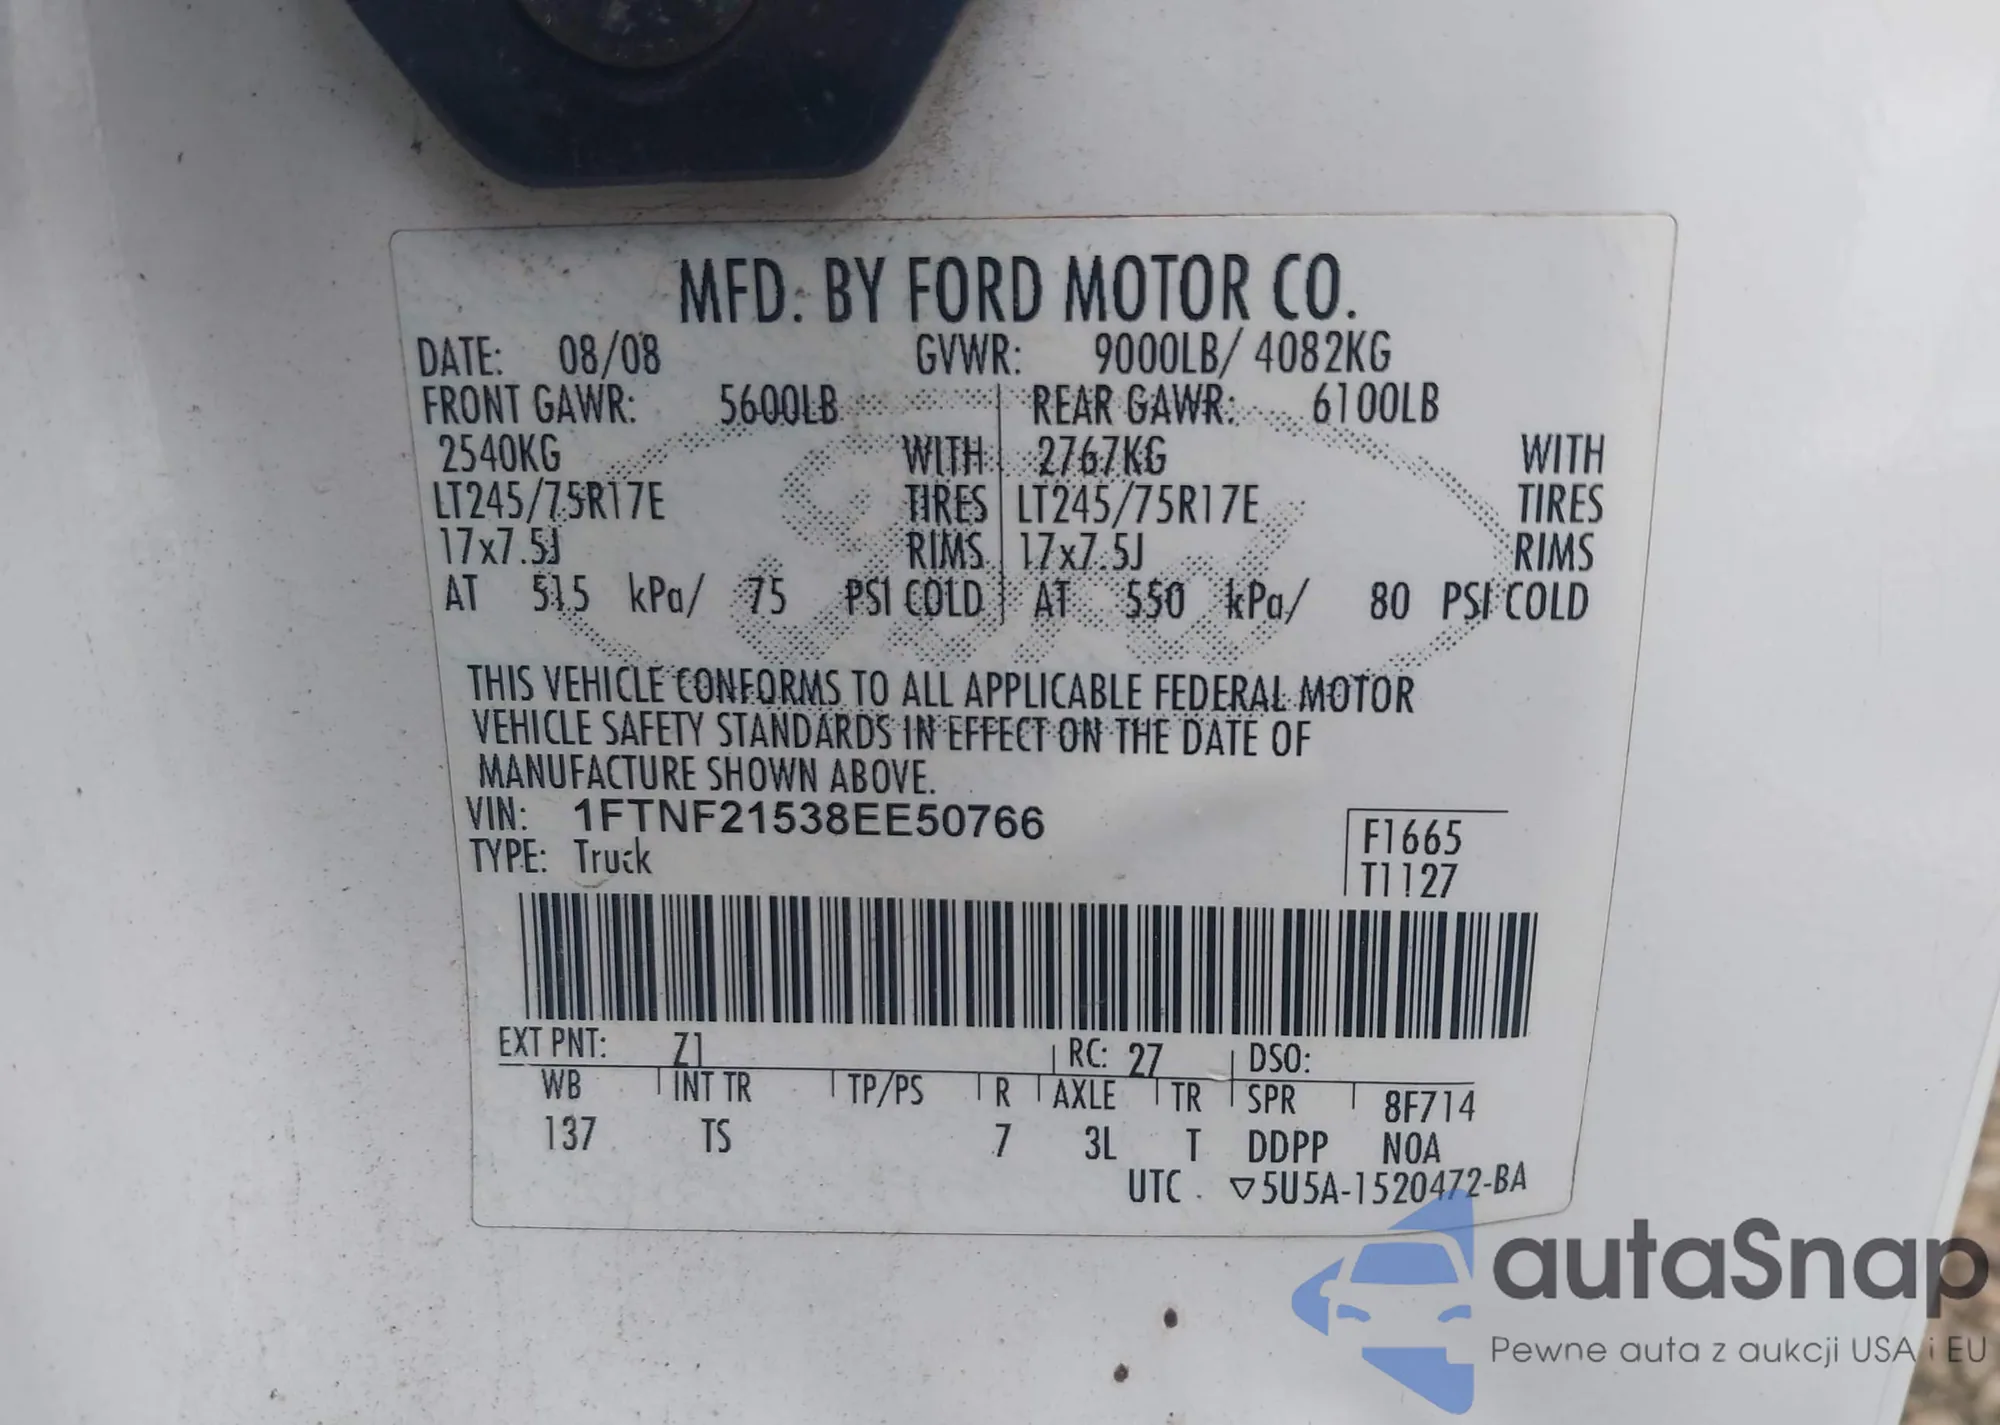 MFD. BY FORD MOTOR CO.
DATE: 08/08 GVWR: 9000LB/ 4082KG
FRONT GAWR: 5600LB REAR GAWR: 6100LB
2540KG WITH 2767KG WITH
LT245/75R17E TIRES LT245/75R17E TIRES
17x7.5J RIMS 17x7.5J RIMS
AT 515 kPa/ 75 PSI COLD AT 550 kPa/ 80 PSI COLD
THIS VEHICLE CONFORMS TO ALL APPLICABLE FEDERAL MOTOR
VEHICLE SAFETY STANDARDS IN EFFECT ON THE DATE OF
MANUFACTURE SHOWN ABOVE.
VIN: 1FTNF21538EE50766
TYPE: Truck
F1665
T1127
EXT PNT: Z1 RC: 27 DSO:
WB INT TR TP/PS R AXLE TR SPR 8F714
137 TS 7 3L T DDPP NOA
UTC ▽5U5A-1520472-BA
autaSnap
Pewne auta z aukcji USA i EU